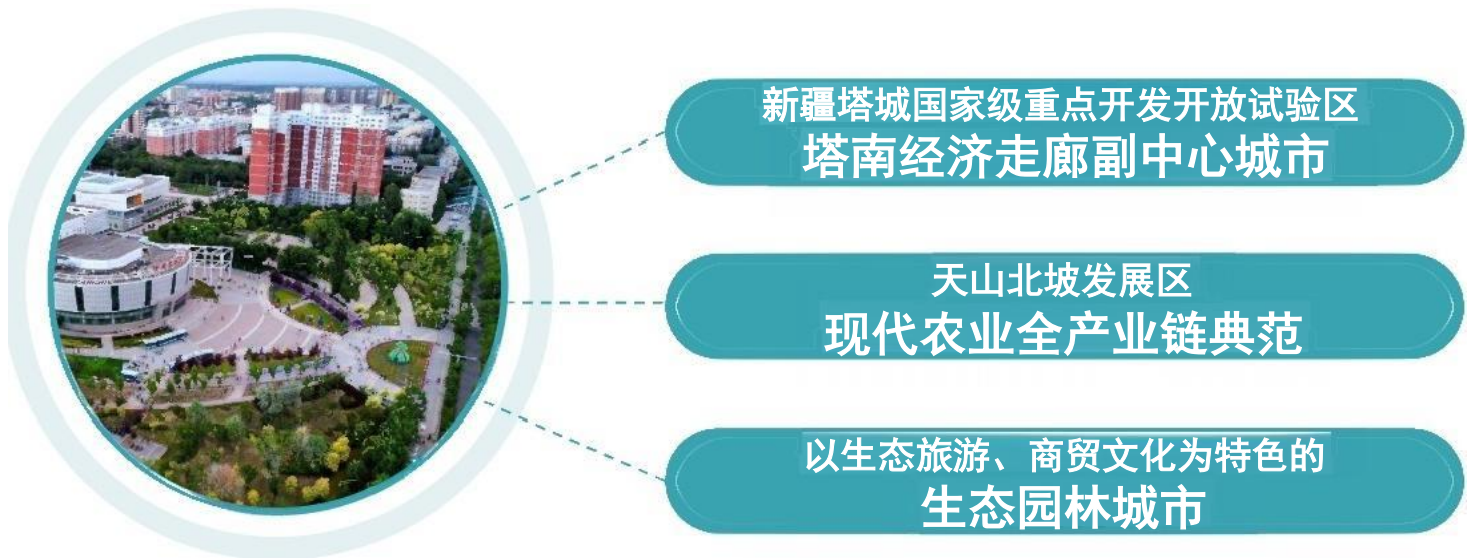 新疆塔城国家级重点开发开放试验区
塔南经济走廊副中心城市
天山北坡发展区
现代农业全产业链典范
以生态旅游、商贸文化为特色的
生态园林城市